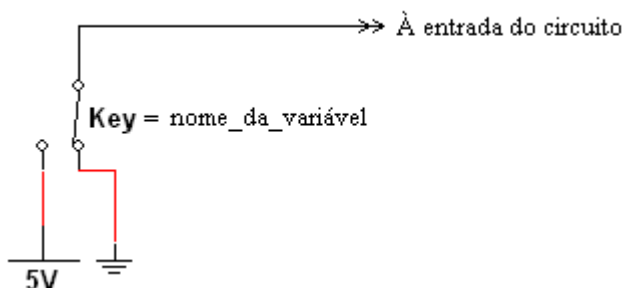 À entrada do circuito
Key = nome_da_variável
5V